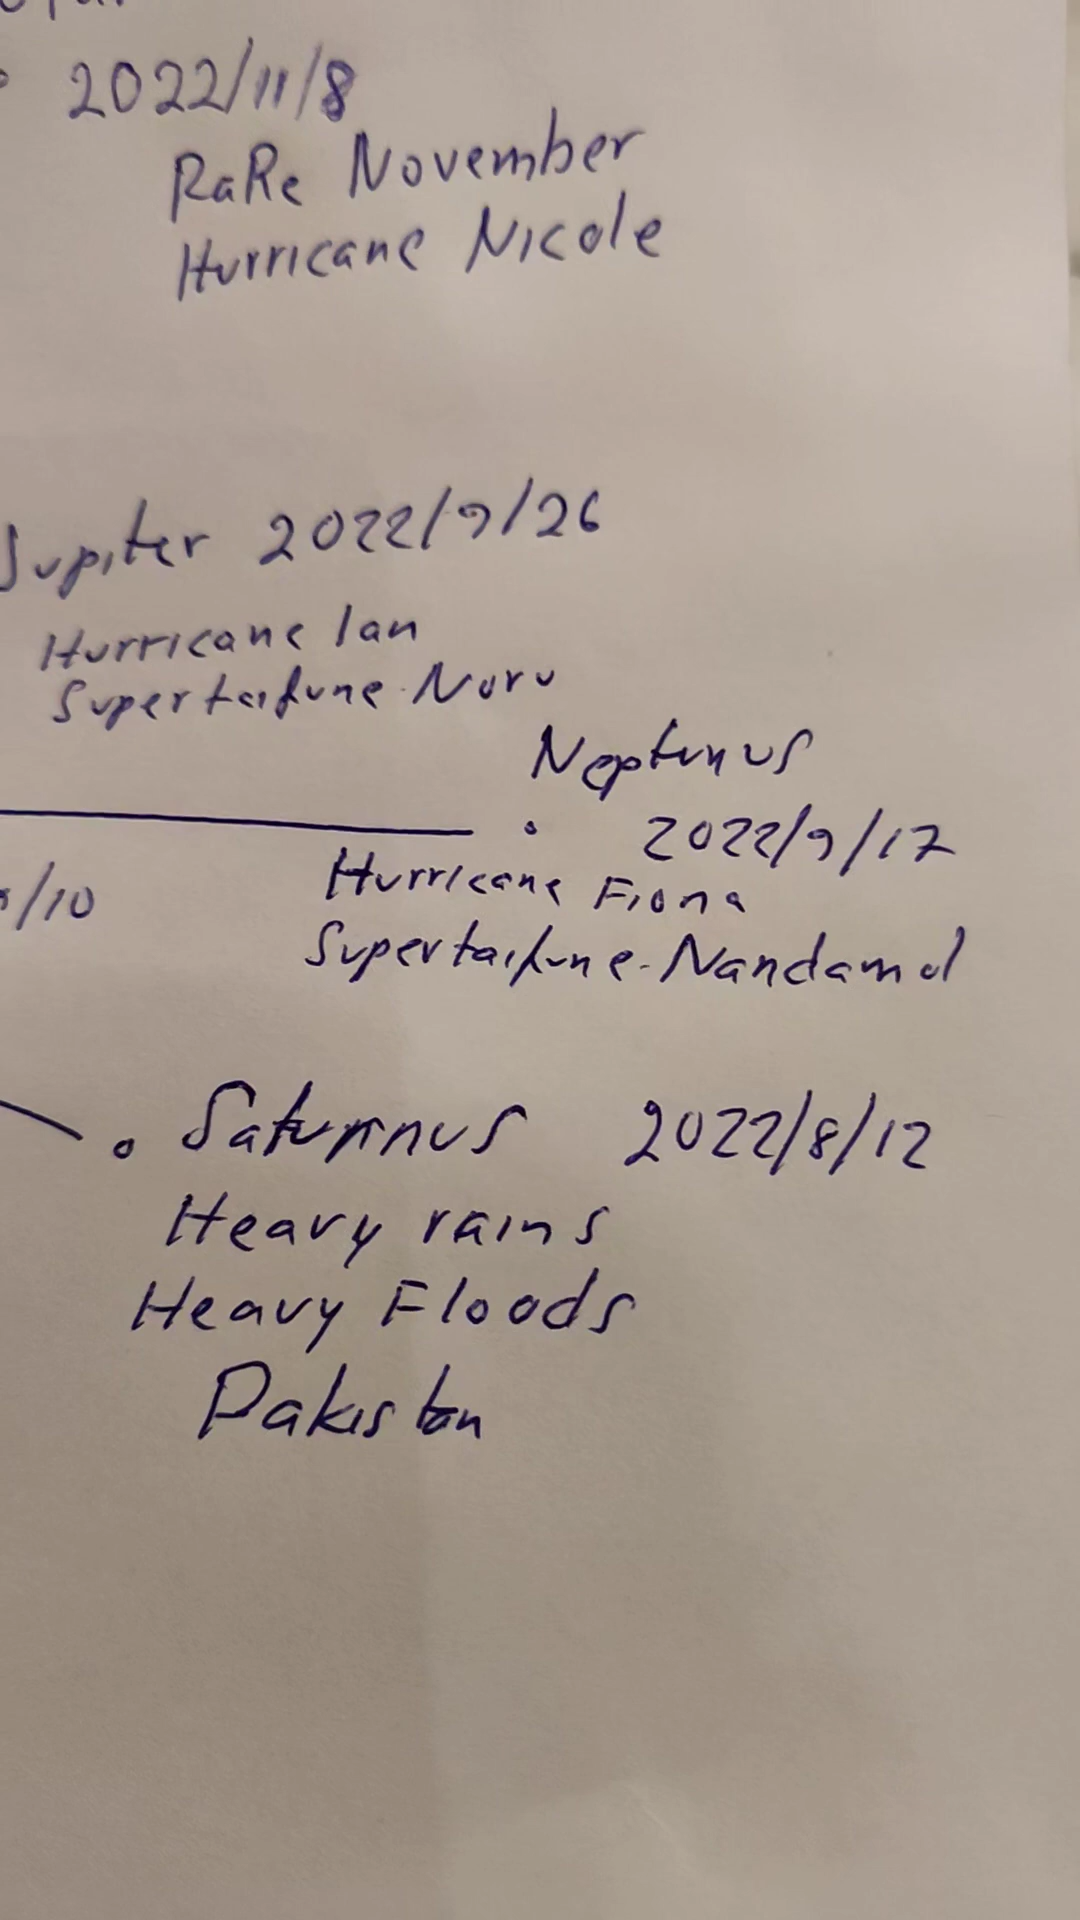 2022/11/8
RaRe November
Hurricane Nicole
Jupiter 2022/9/26
Hurricane Ian
Supertaifune-Noru
Neptunus
2022/9/17
/10
Hurricane Fiona
Supertaifune-Nandamol
Saturnnus 2022/8/12
Heavy rains
Heavy Floods
Pakistan